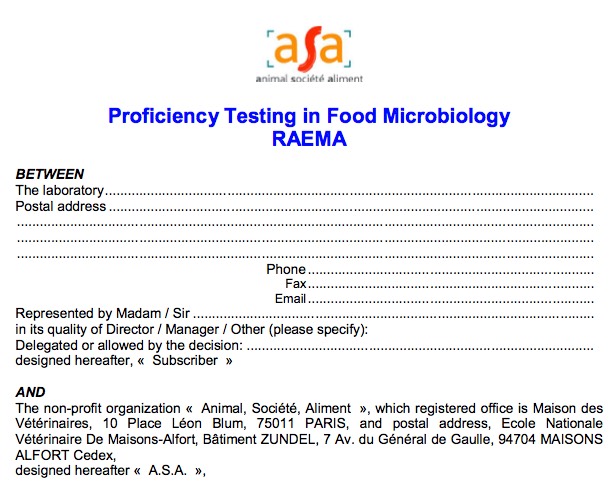 asa
animal société aliment
Proficiency Testing in Food Microbiology
RAEMA
BETWEEN
The laboratory..........................................................................................................................
Postal address..........................................................................................................................
................................................................................................................................................
................................................................................................................................................
................................................................................................................................................
Phone........................................................................
Fax........................................................................
Email........................................................................
Represented by Madam / Sir ....................................................................................................
in its quality of Director / Manager / Other (please specify):
Delegated or allowed by the decision: .......................................................................................
designed hereafter, « Subscriber »
AND
The non-profit organization « Animal, Société, Aliment », which registered office is Maison des
Vétérinaires, 10 Place Léon Blum, 75011 PARIS, and postal address, Ecole Nationale
Vétérinaire De Maisons-Alfort, Bâtiment ZUNDEL, 7 Av. du Général de Gaulle, 94704 MAISONS
ALFORT Cedex,
designed hereafter « A.S.A. »,